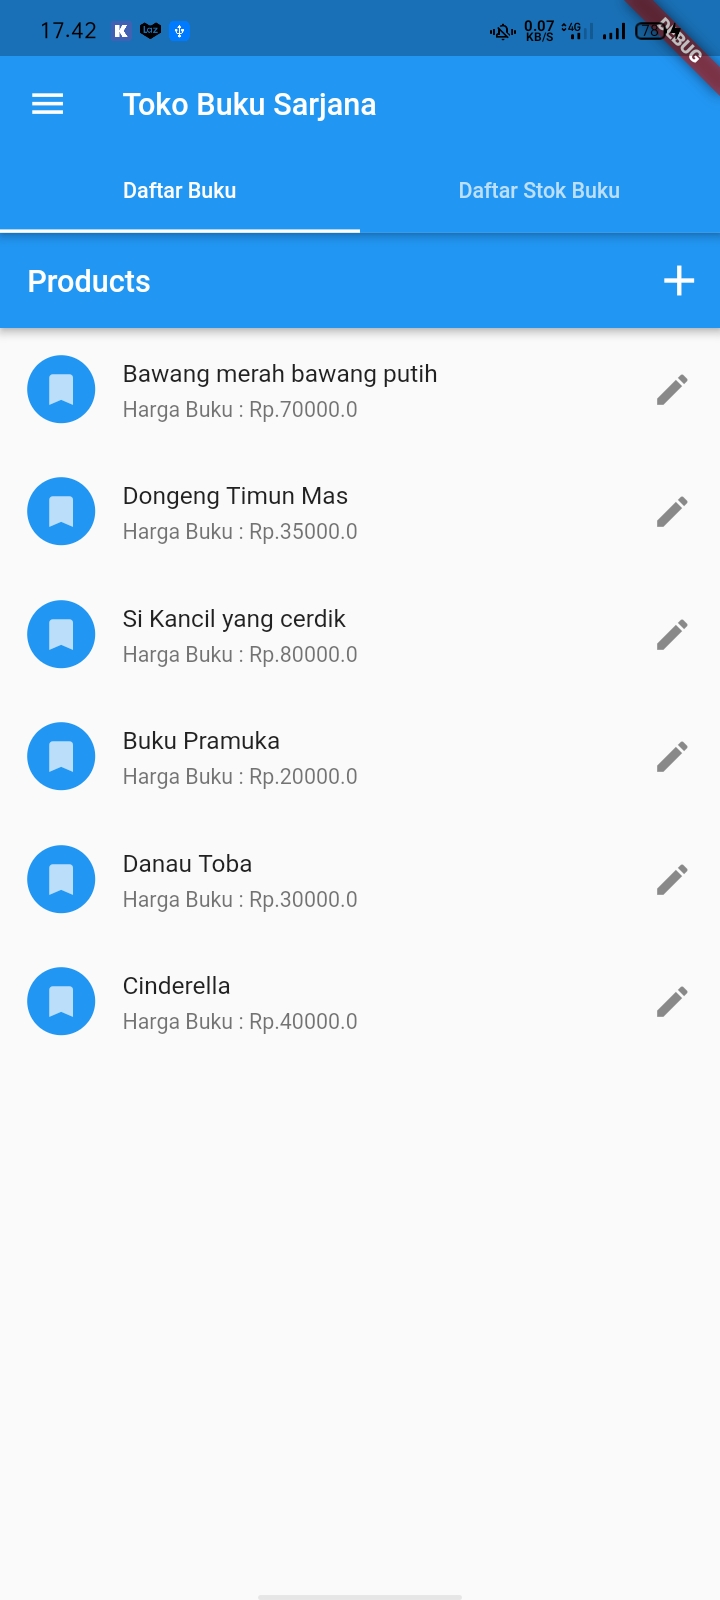 17.42
K
Laz
0.07
KB/S
4G
78
DEBUG
Toko Buku Sarjana
Daftar Buku
Daftar Stok Buku
Products
Bawang merah bawang putih
Harga Buku : Rp.70000.0
Dongeng Timun Mas
Harga Buku : Rp.35000.0
Si Kancil yang cerdik
Harga Buku : Rp.80000.0
Buku Pramuka
Harga Buku : Rp.20000.0
Danau Toba
Harga Buku : Rp.30000.0
Cinderella
Harga Buku : Rp.40000.0